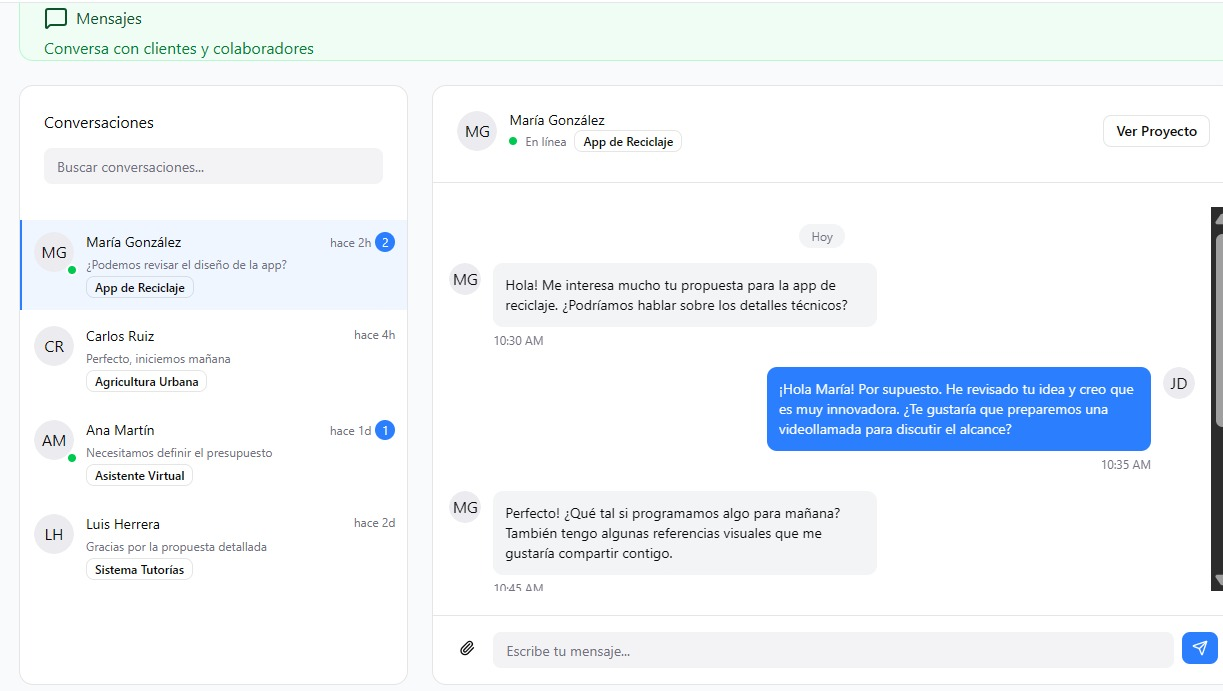 Mensajes
Conversa con clientes y colaboradores
Conversaciones
Buscar conversaciones...
MG
María González
hace 2h
2
¿Podemos revisar el diseño de la app?
App de Reciclaje
CR
Carlos Ruiz
hace 4h
Perfecto, iniciemos mañana
Agricultura Urbana
AM
Ana Martín
hace 1d
1
Necesitamos definir el presupuesto
Asistente Virtual
LH
Luis Herrera
hace 2d
Gracias por la propuesta detallada
Sistema Tutorías
MG
María González
En línea
App de Reciclaje
Ver Proyecto
Hoy
MG
Hola! Me interesa mucho tu propuesta para la app de
reciclaje. ¿Podríamos hablar sobre los detalles técnicos?
10:30 AM
¡Hola María! Por supuesto. He revisado tu idea y creo que
es muy innovadora. ¿Te gustaría que preparemos una
videollamada para discutir el alcance?
JD
10:35 AM
MG
Perfecto! ¿Qué tal si programamos algo para mañana?
También tengo algunas referencias visuales que me
gustaría compartir contigo.
10:45 AM
Escribe tu mensaje...